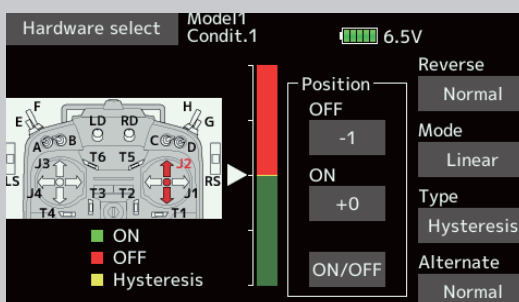 Hardware select
Model1
Condit.1
6.5V
F
H
E
LD
RD
G
A
B
C
D
J3
T6
T5
J2
LS
RS
J4
T3
T2
J1
T4
T1
ON
OFF
Hysteresis
Position
OFF
-1
ON
+0
ON/OFF
Reverse
Normal
Mode
Linear
Type
Hysteresis
Alternate
Normal